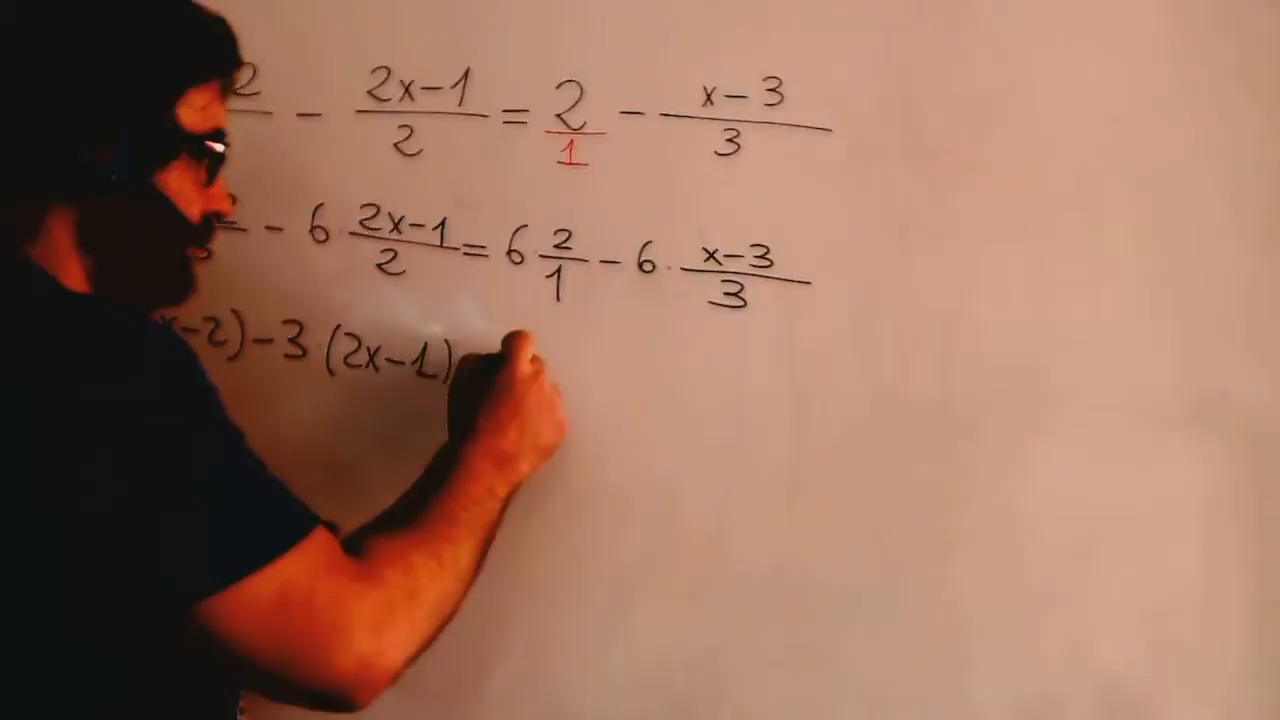 2 - (2x-1)/2 = 2/1 - (x-3)/3
- 6 · (2x-1)/2 = 6 · 2/1 - 6 · (x-3)/3
x-2) - 3 · (2x-1)